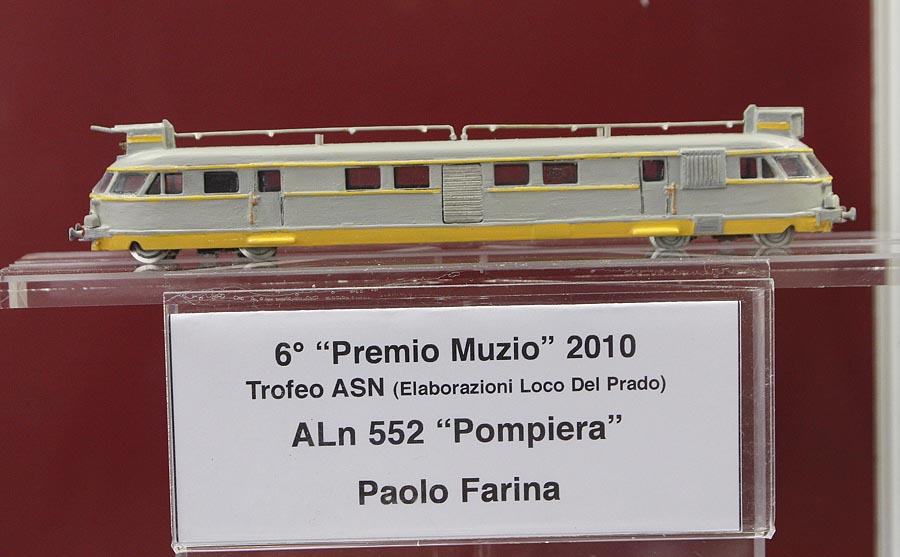 6° “Premio Muzio” 2010
Trofeo ASN (Elaborazioni Loco Del Prado)
ALn 552 “Pompiera”
Paolo Farina